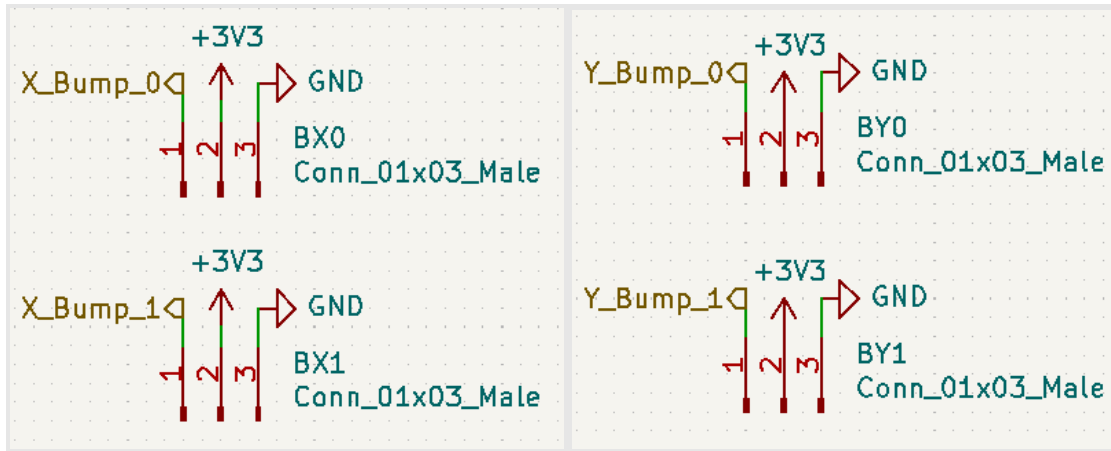 +3V3
X_Bump_0
GND
1 2 3
BX0
Conn_01x03_Male
+3V3
X_Bump_1
GND
1 2 3
BX1
Conn_01x03_Male
+3V3
Y_Bump_0
GND
1 2 3
BY0
Conn_01x03_Male
+3V3
Y_Bump_1
GND
1 2 3
BY1
Conn_01x03_Male